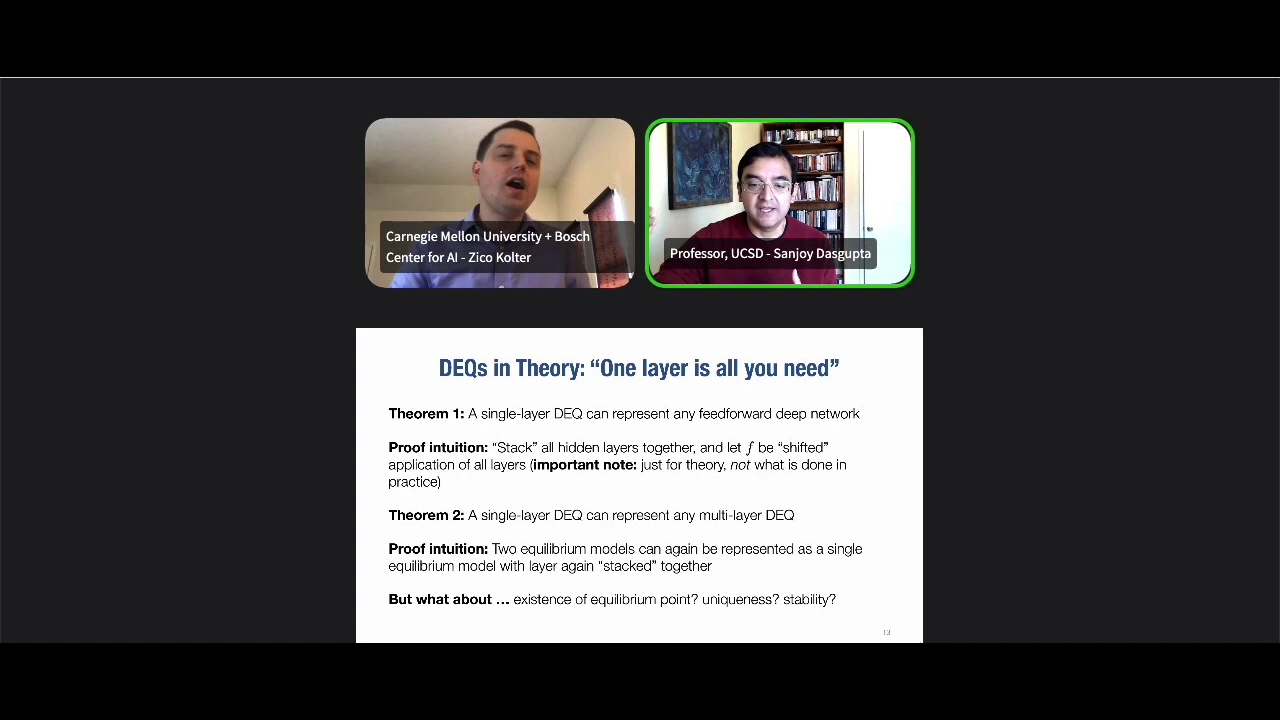 Carnegie Mellon University + Bosch
Center for AI - Zico Kolter
Professor, UCSD - Sanjoy Dasgupta
DEQs in Theory: “One layer is all you need”
Theorem 1: A single-layer DEQ can represent any feedforward deep network
Proof intuition: “Stack” all hidden layers together, and let f be “shifted”
application of all layers (important note: just for theory, not what is done in
practice)
Theorem 2: A single-layer DEQ can represent any multi-layer DEQ
Proof intuition: Two equilibrium models can again be represented as a single
equilibrium model with layer again “stacked” together
But what about ... existence of equilibrium point? uniqueness? stability?
13